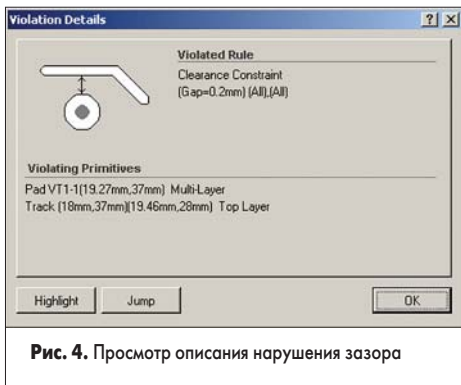 Violation Details
Violated Rule
Clearance Constraint
(Gap=0.2mm) (All),(All)
Violating Primitives
Pad VT1-1(19.27mm,37mm) Multi-Layer
Track (18mm,37mm)(19.46mm,28mm) Top Layer
Highlight Jump OK
Рис. 4. Просмотр описания нарушения зазора